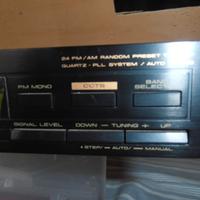 24 FM/AM RANDOM PRESET
QUARTZ-PLL SYSTEM / AUTO
FM MONO
CCTS
BAND
SELECT
SIGNAL LEVEL DOWN — TUNING + UP
STEP/ — AUTO/ — MANUAL